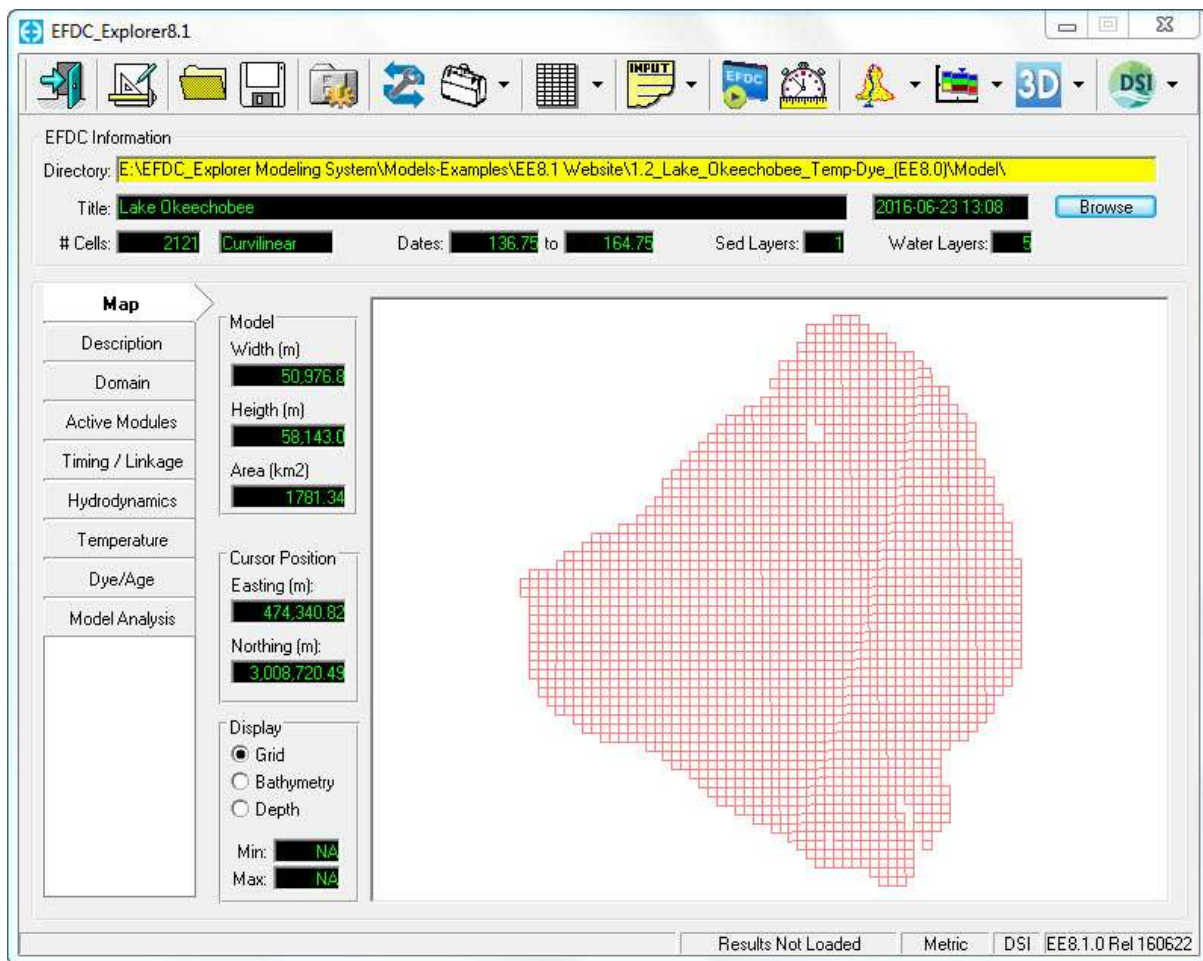 EFDC_Explorer8.1
INPUT EFDC 3D DSI
EFDC Information
Directory: E:\EFDC_Explorer Modeling System\Models-Examples\EE8.1 Website\1.2_Lake_Okeechobee_Temp-Dye_(EE8.0)\Model\
Title: Lake Okeechobee 2016-06-23 13:08 Browse
# Cells: 2121 Curvilinear Dates: 136.75 to 164.75 Sed Layers: 1 Water Layers: 5
Map
Description
Domain
Active Modules
Timing / Linkage
Hydrodynamics
Temperature
Dye/Age
Model Analysis
Model
Width (m)
50,976.8
Heigth (m)
58,143.0
Area (km2)
1781.34
Cursor Position
Easting (m):
474,340.82
Northing (m):
3,008,720.49
Display
Grid
Bathymetry
Depth
Min: NA
Max: NA
Results Not Loaded Metric DSI EE8.1.0 Rel 160622